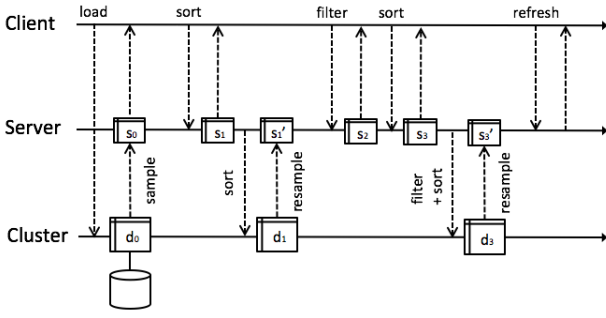 Client
load
sort
filter
sort
refresh
Server
s₀
s₁
s₁’
s₂
s₃
s₃’
sample
sort
resample
filter
+ sort
resample
Cluster
d₀
d₁
d₃